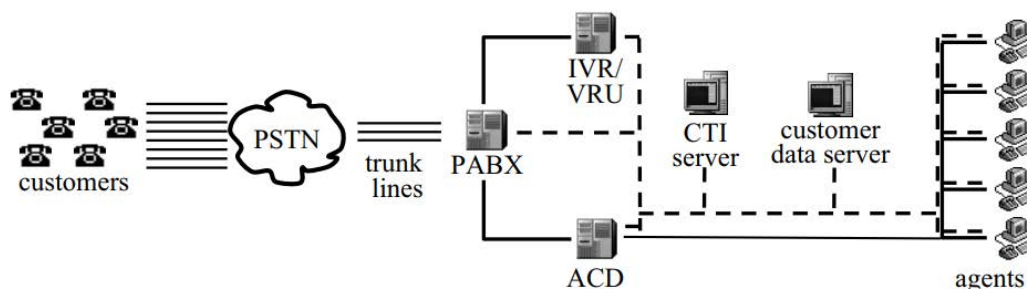 customers
PSTN
trunk
lines
PABX
IVR/
VRU
ACD
CTI
server
customer
data server
agents